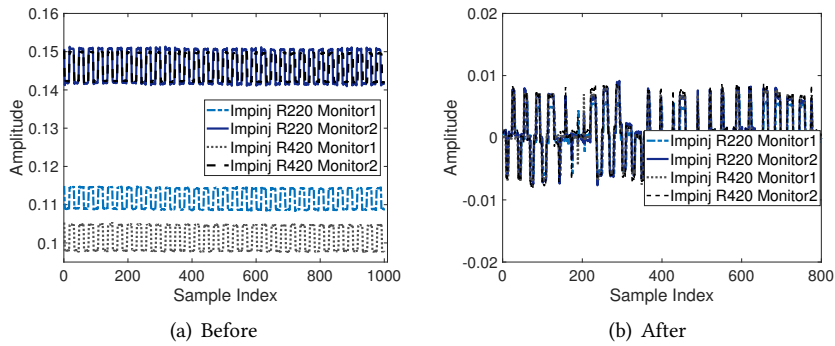 0.16
0.15
0.14
0.13
0.12
0.11
0.1
Amplitude
Impinj R220 Monitor1
Impinj R220 Monitor2
Impinj R420 Monitor1
Impinj R420 Monitor2
0 200 400 600 800 1000
Sample Index
(a) Before
0.02
0.01
0
-0.01
-0.02
Amplitude
Impinj R220 Monitor1
Impinj R220 Monitor2
Impinj R420 Monitor1
Impinj R420 Monitor2
0 200 400 600 800
Sample Index
(b) After